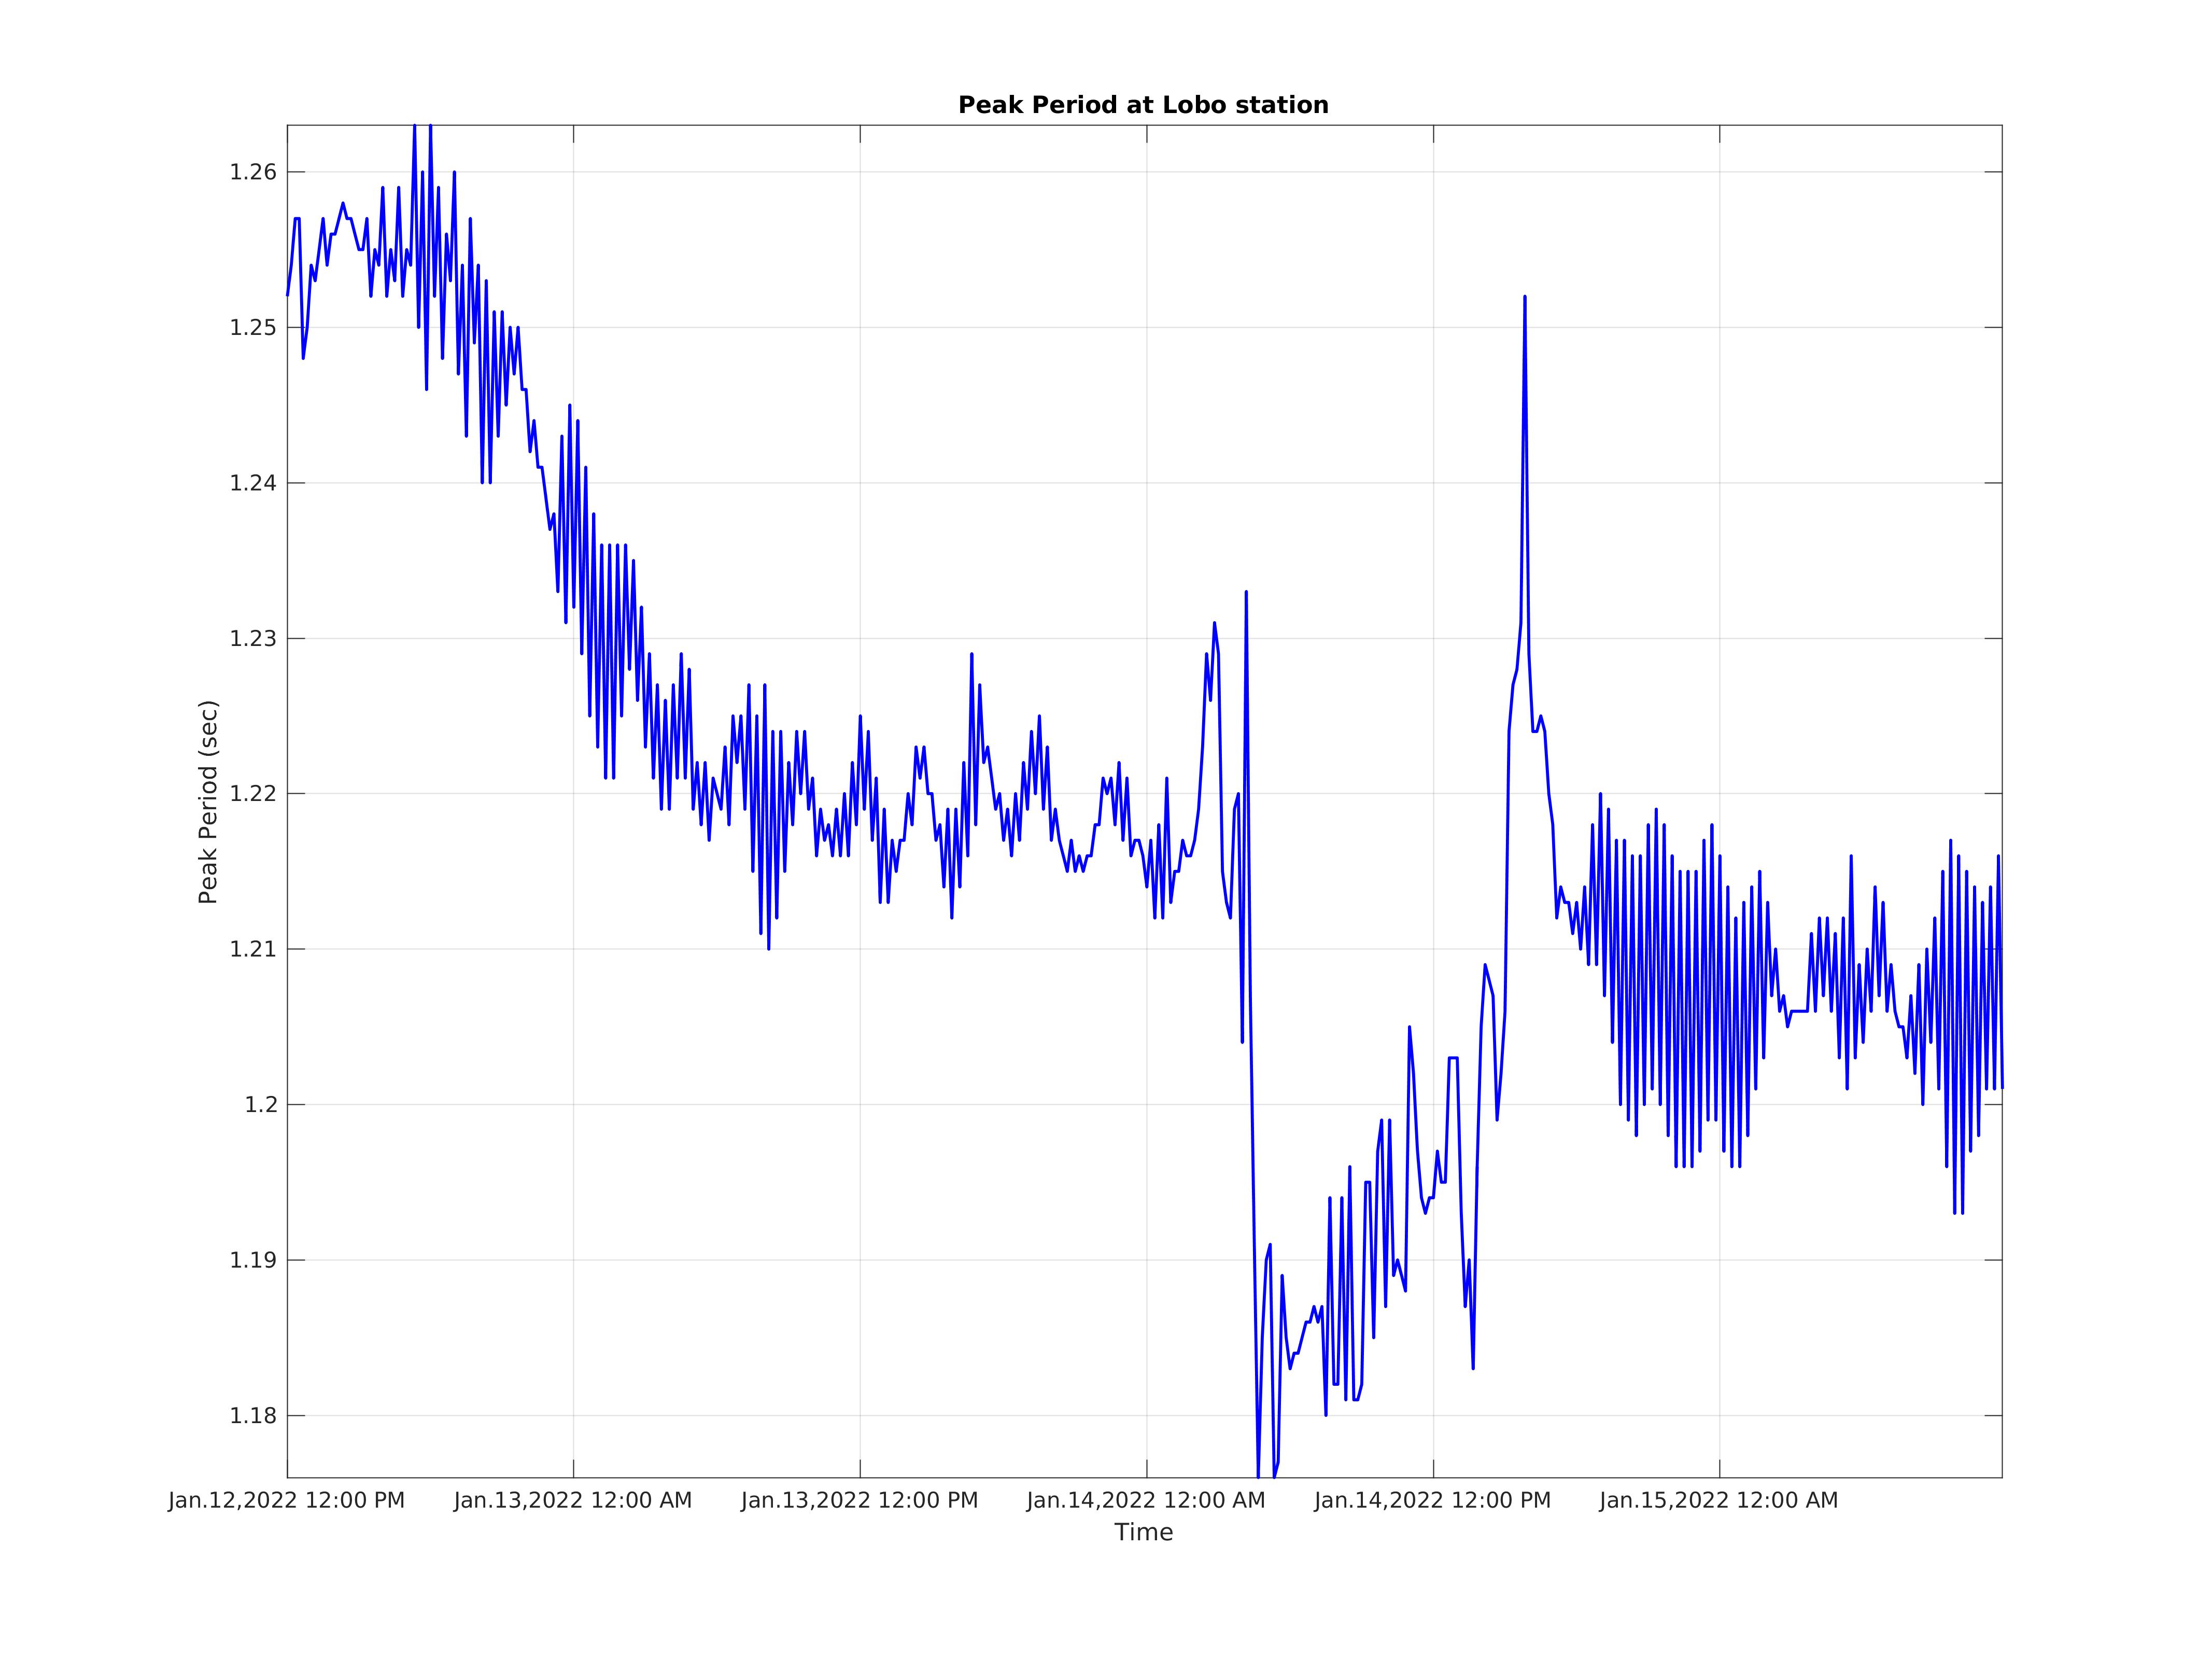 Peak Period at Lobo station
1.26
1.25
1.24
1.23
1.22
1.21
1.2
1.19
1.18
Peak Period (sec)
Jan.12,2022 12:00 PM
Jan.13,2022 12:00 AM
Jan.13,2022 12:00 PM
Jan.14,2022 12:00 AM
Jan.14,2022 12:00 PM
Jan.15,2022 12:00 AM
Time